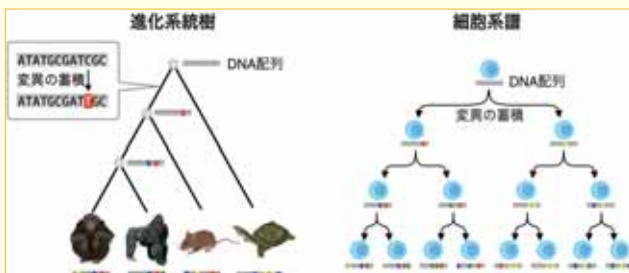 進化系統樹
ATATGCGATCGC
変異の蓄積
ATATGCGATTGC
DNA配列
細胞系譜
DNA配列
変異の蓄積